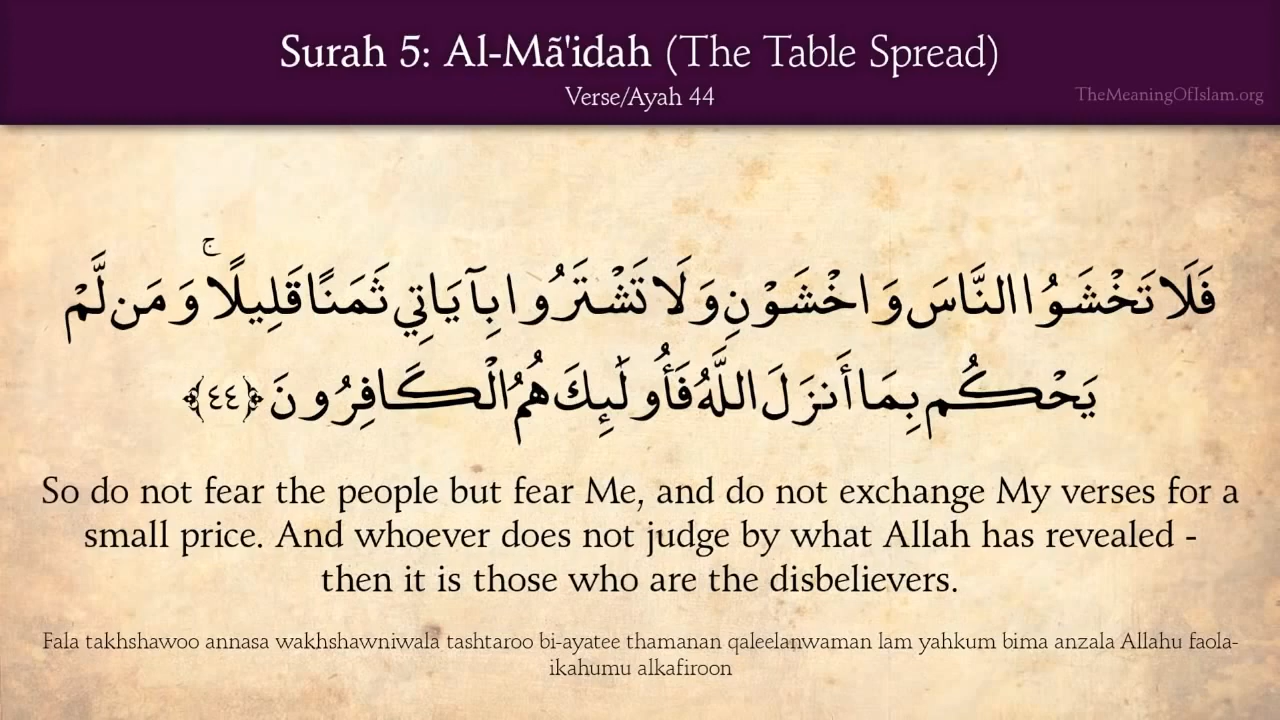 Surah 5: Al-Mã'idah (The Table Spread)
Verse/Ayah 44
TheMeaningOfIslam.org
فَلَا تَخْشَوُا النَّاسَ وَاخْشَوْنِ وَلَا تَشْتَرُوا بِآيَاتِي ثَمَنًا قَلِيلًا ۚ وَمَن لَّمْ
يَحْكُم بِمَا أَنزَلَ اللَّهُ فَأُولَٰئِكَ هُمُ الْكَافِرُونَ ﴿٤٤﴾
So do not fear the people but fear Me, and do not exchange My verses for a
small price. And whoever does not judge by what Allah has revealed -
then it is those who are the disbelievers.
Fala takhshawoo annasa wakhshawniwala tashtaroo bi-ayatee thamanan qaleelanwaman lam yahkum bima anzala Allahu faola-
ikahumu alkafiroon